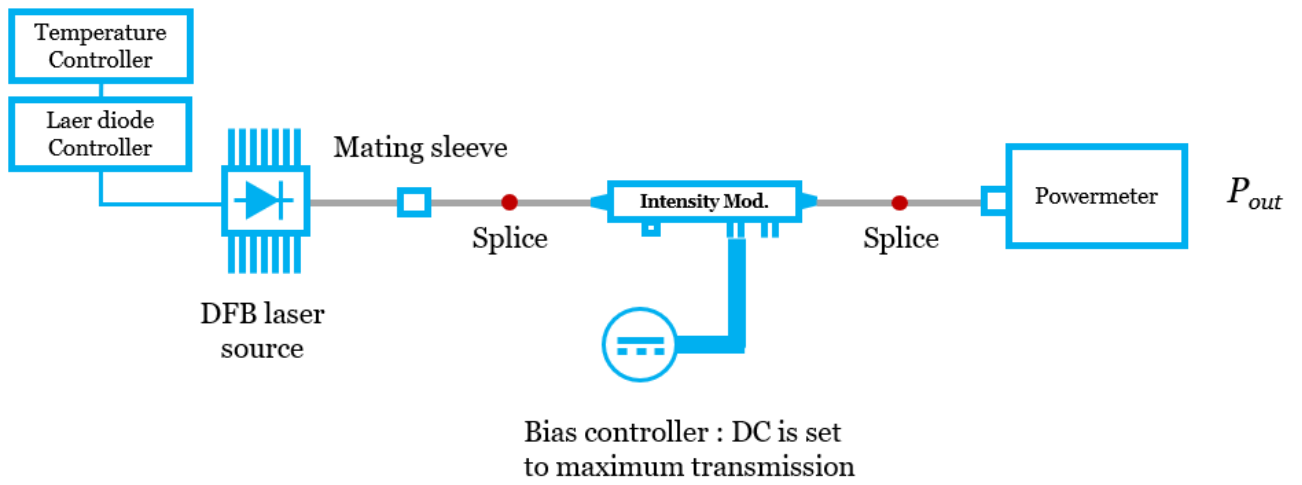 Temperature
Controller
Laer diode
Controller
Mating sleeve
Intensity Mod.
Powermeter
P_out
Splice
Splice
DFB laser
source
Bias controller : DC is set
to maximum transmission